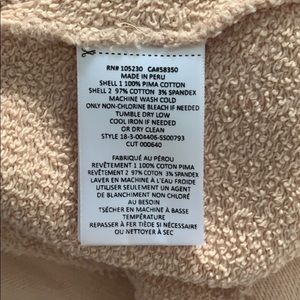 RN# 105230 CA#58350
MADE IN PERU
SHELL 1 100% PIMA COTTON
SHELL 2 97% COTTON 3% SPANDEX
MACHINE WASH COLD
ONLY NON-CHLORINE BLEACH IF NEEDED
TUMBLE DRY LOW
COOL IRON IF NEEDED
OR DRY CLEAN
STYLE 18-3-004406-SS00793
CUT 000640
FABRIQUÉ AU PÉROU
REVÊTEMENT 1 100% COTON PIMA
REVÊTEMENT 2 97% COTON 3% SPANDEX
LAVER EN MACHINE À L'EAU FROIDE
UTILISER SEULEMENT UN AGENT
DE BLANCHIMENT NON CHLORÉ
AU BESOIN
TSÉCHER EN MACHINE À BASSE
TEMPÉRATURE
REPASSER À FER TIÈDE SI NÉCESSAIRE
OU NETTOYER À SEC